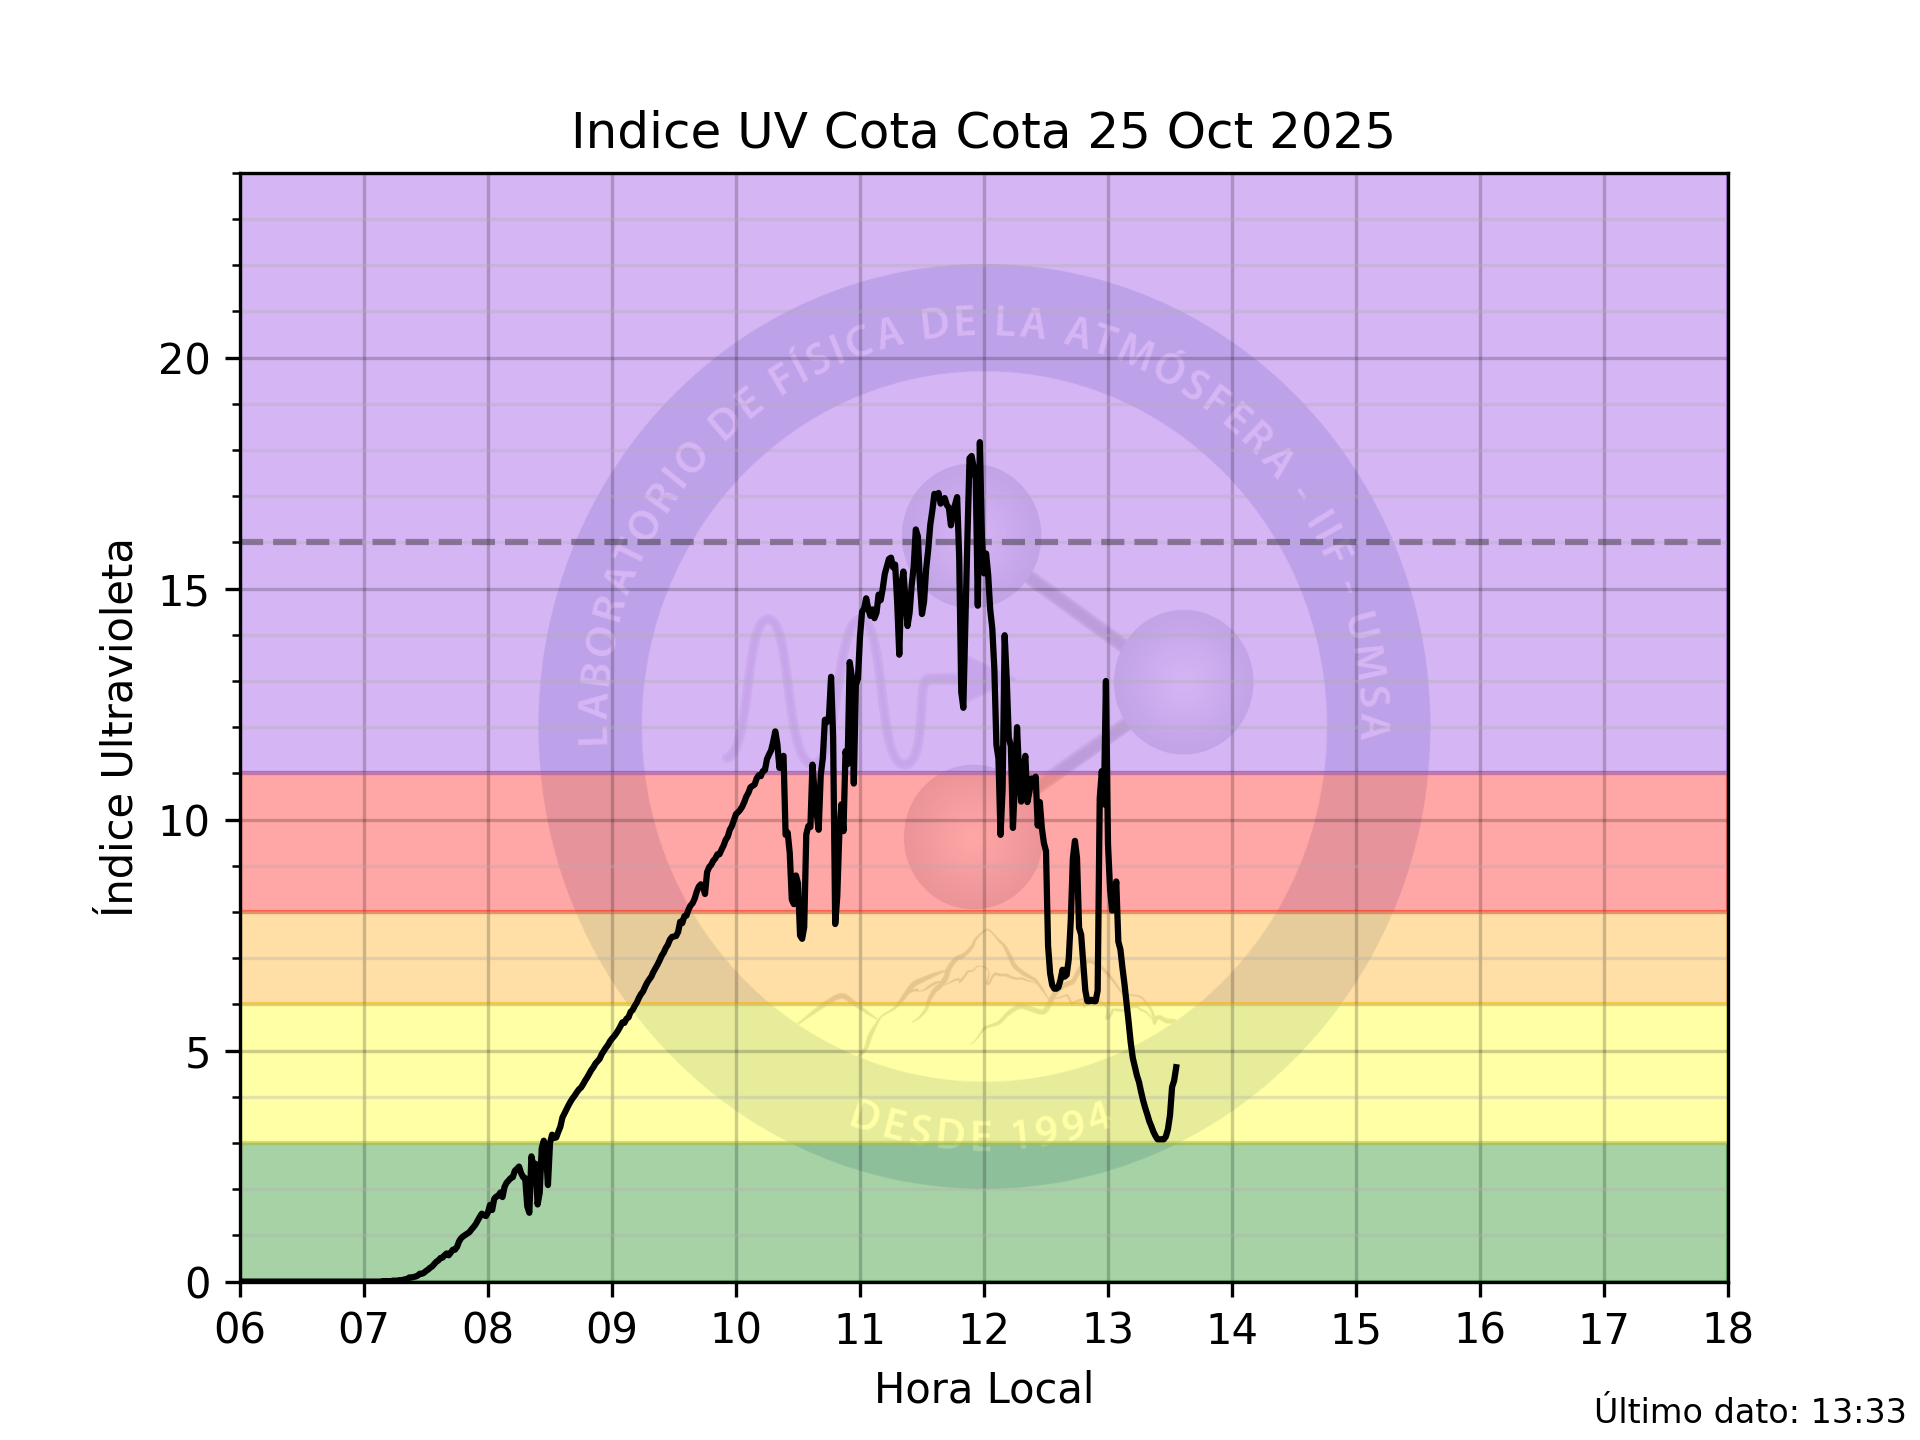 Indice UV Cota Cota 25 Oct 2025
Índice Ultravioleta
20
15
10
5
0
LABORATORIO DE FÍSICA DE LA ATMÓSFERA - IIF - UMSA
DESDE 1994
06 07 08 09 10 11 12 13 14 15 16 17 18
Hora Local
Último dato: 13:33